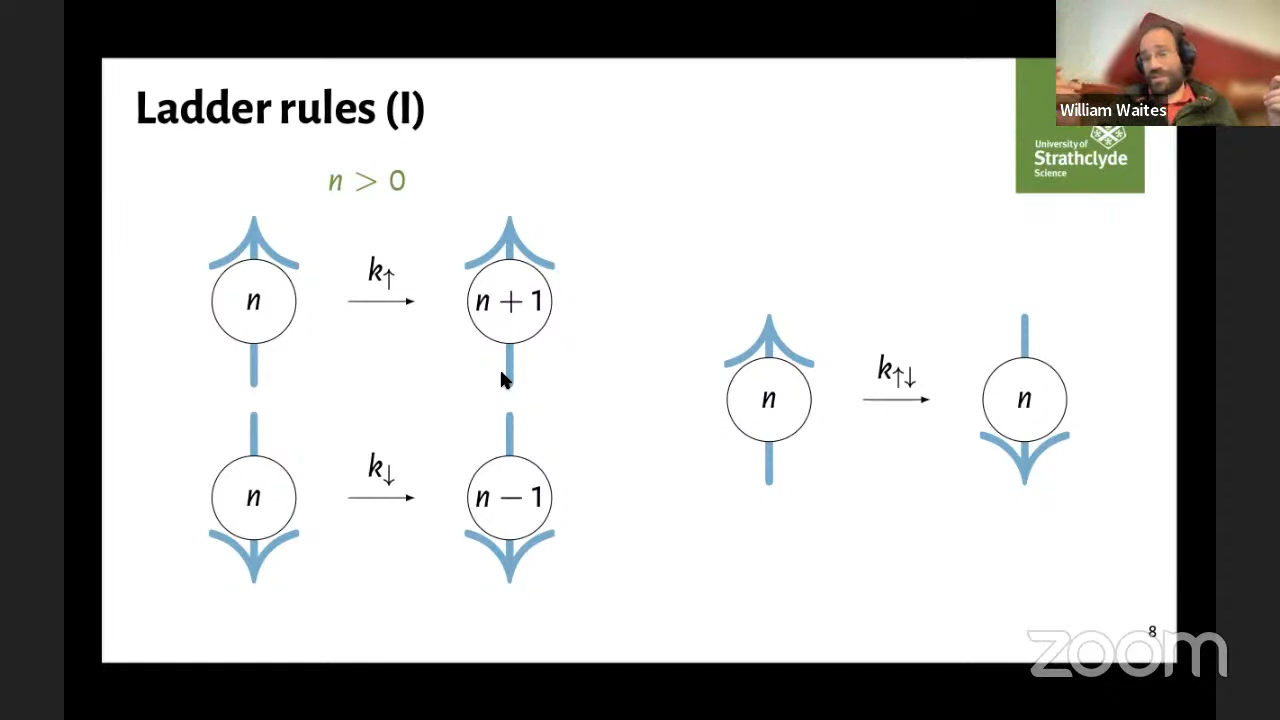 Ladder rules (I)
n > 0
n
k↑
n + 1
n
k↓
n − 1
n
k↑↓
n
University of
Strathclyde
Science
William Waites
8
zoom